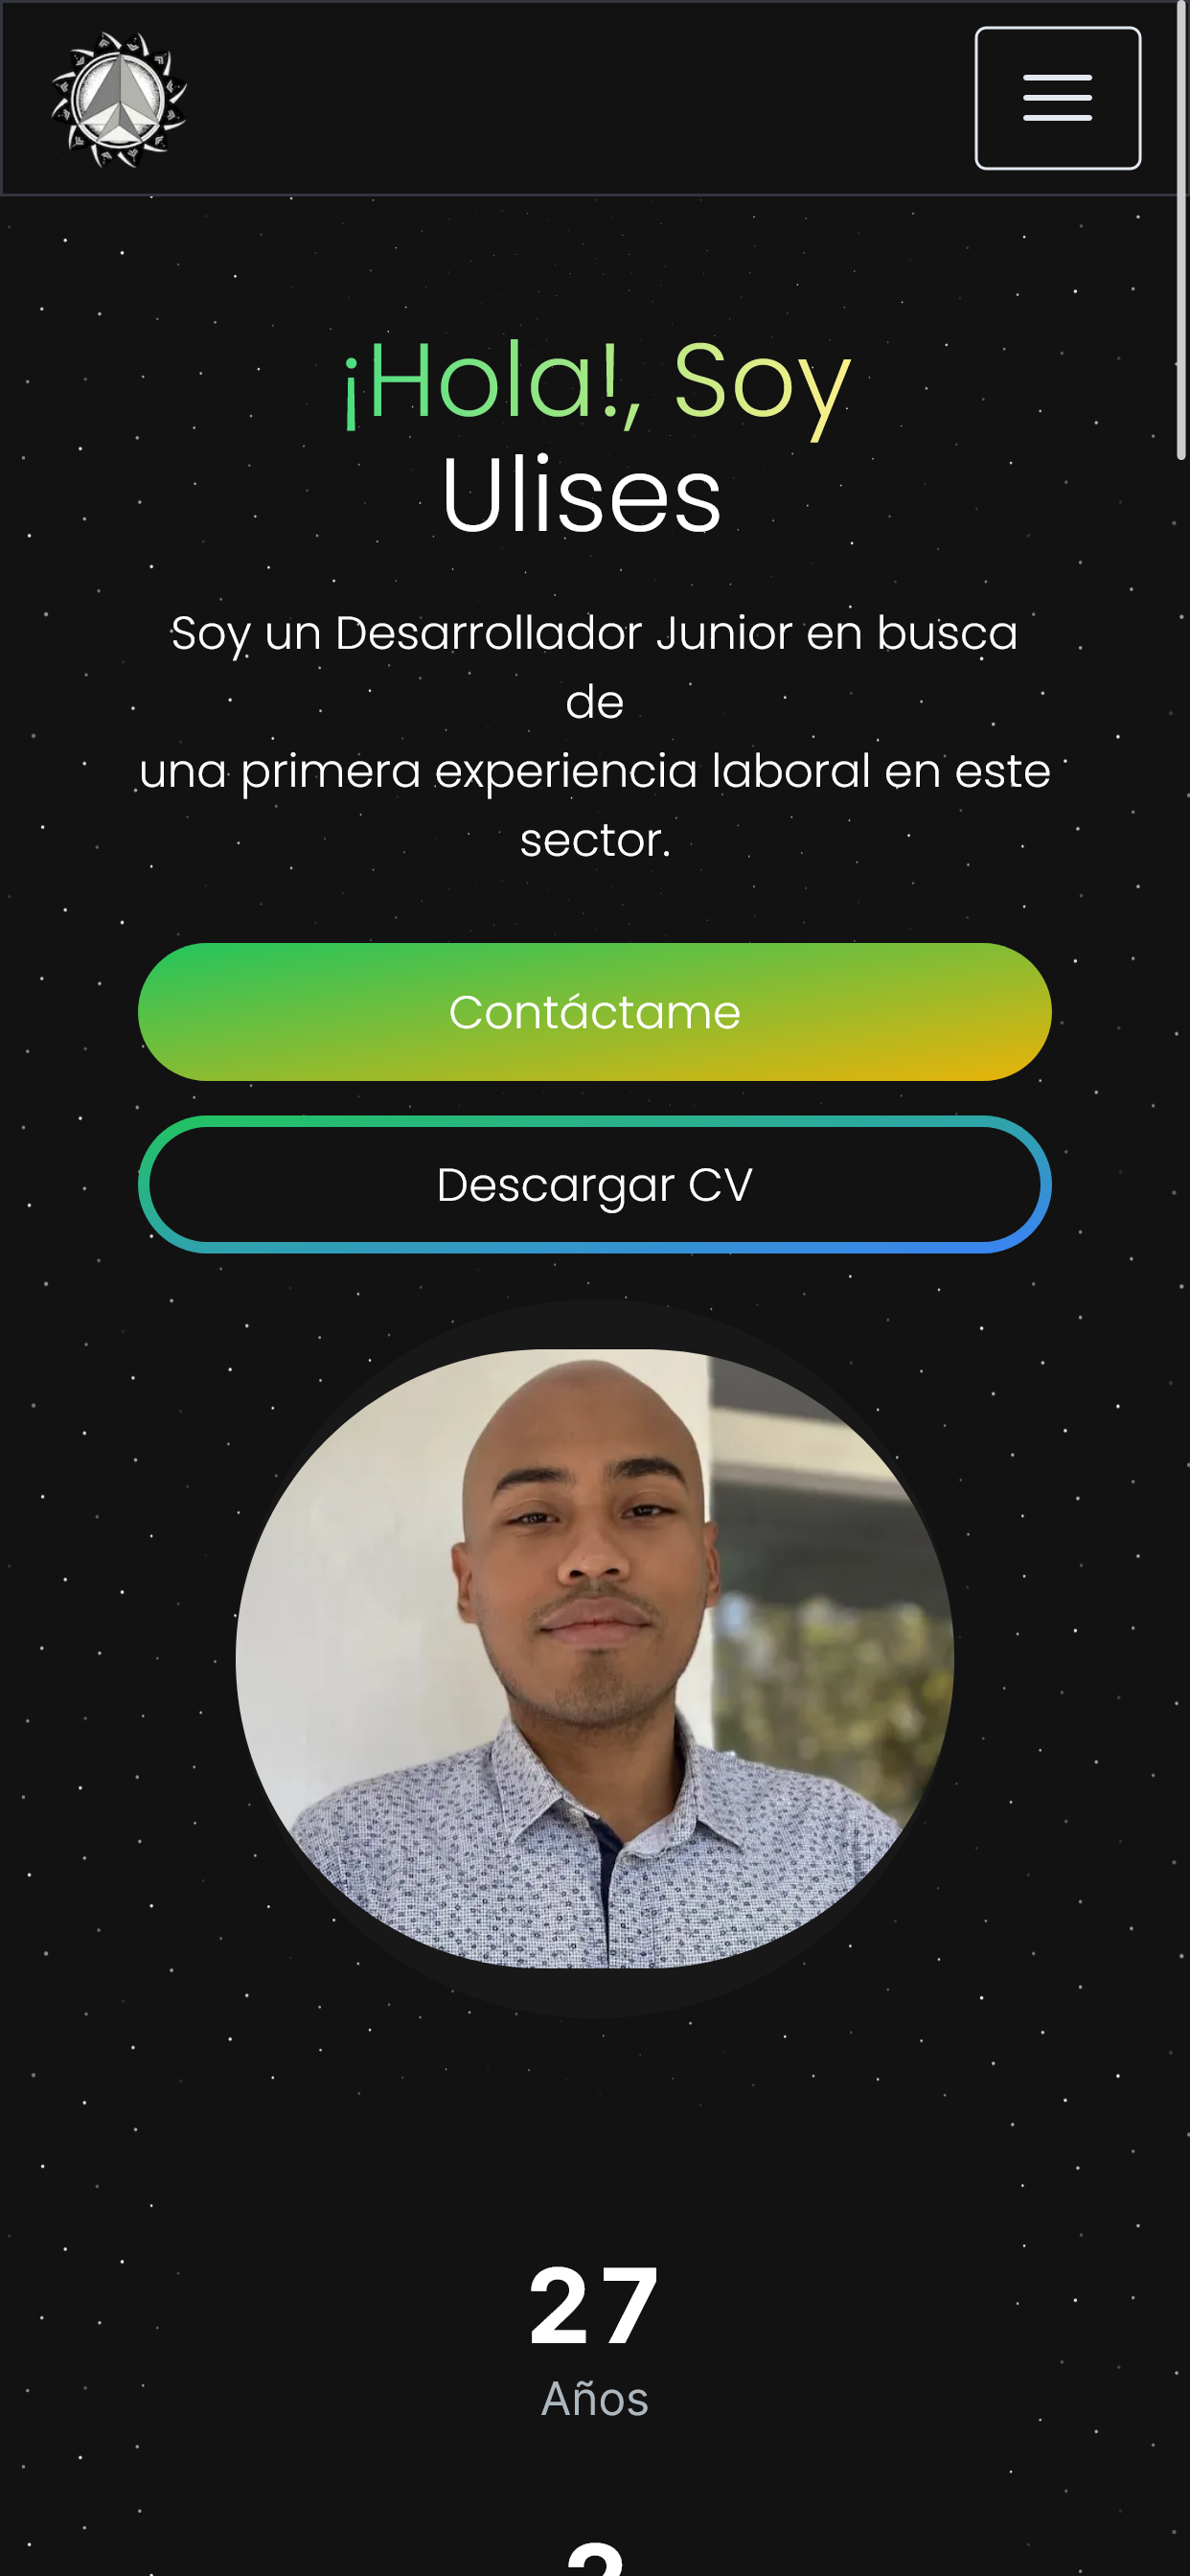 ¡Hola!, Soy
Ulises
Soy un Desarrollador Junior en busca
de
una primera experiencia laboral en este
sector.
Contáctame
Descargar CV
27
Años